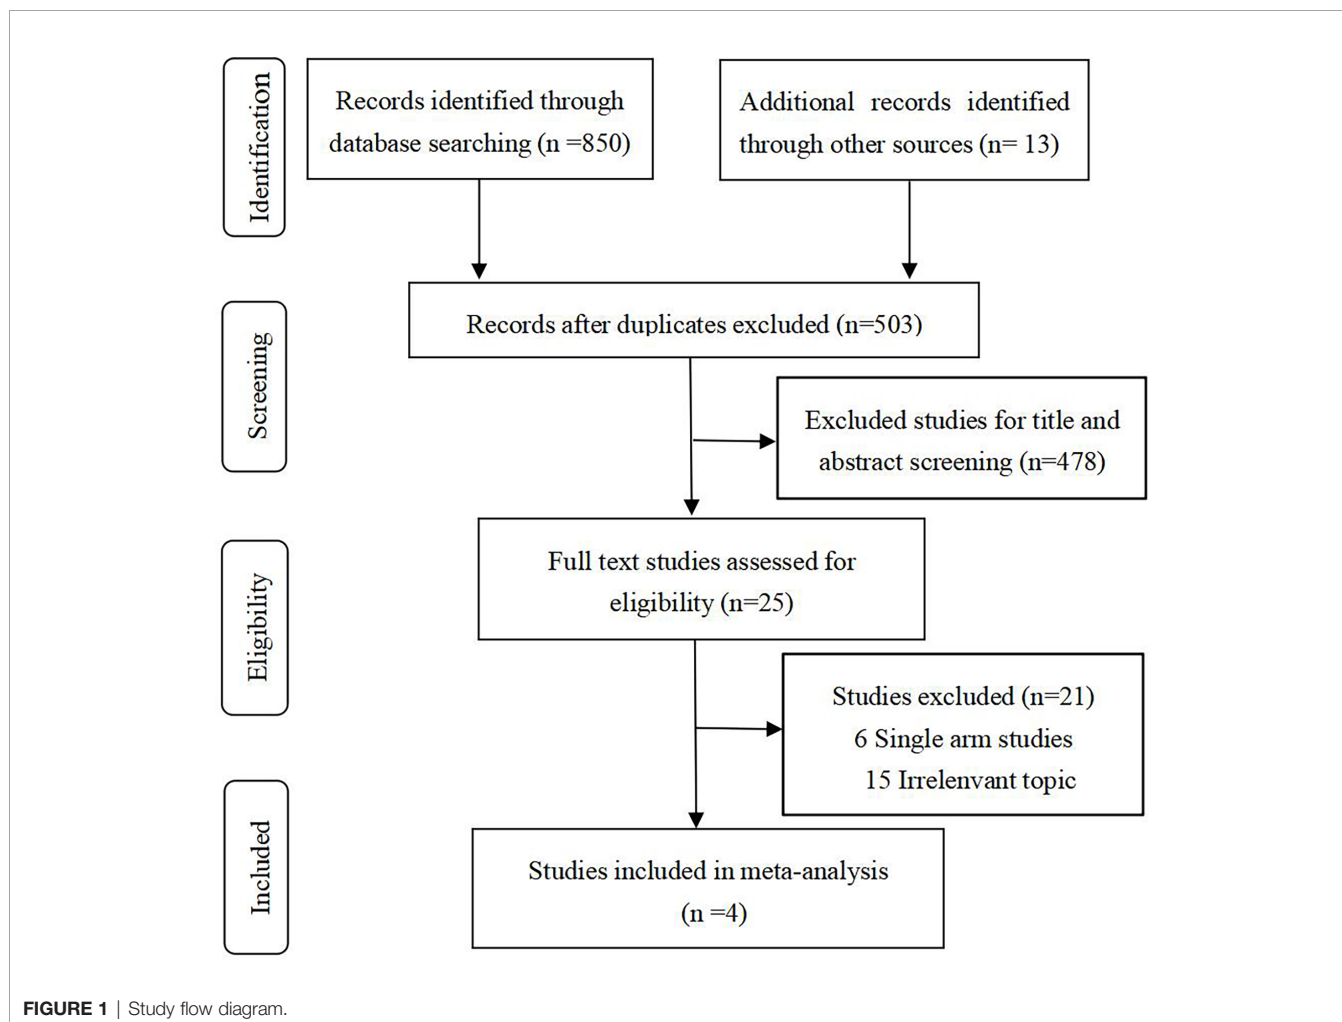 Identification
Records identified through
database searching (n =850)
Additional records identified
through other sources (n= 13)
Screening
Records after duplicates excluded (n=503)
Excluded studies for title and
abstract screening (n=478)
Eligibility
Full text studies assessed for
eligibility (n=25)
Studies excluded (n=21)
6 Single arm studies
15 Irrelenvant topic
Included
Studies included in meta-analysis
(n =4)
FIGURE 1 | Study flow diagram.